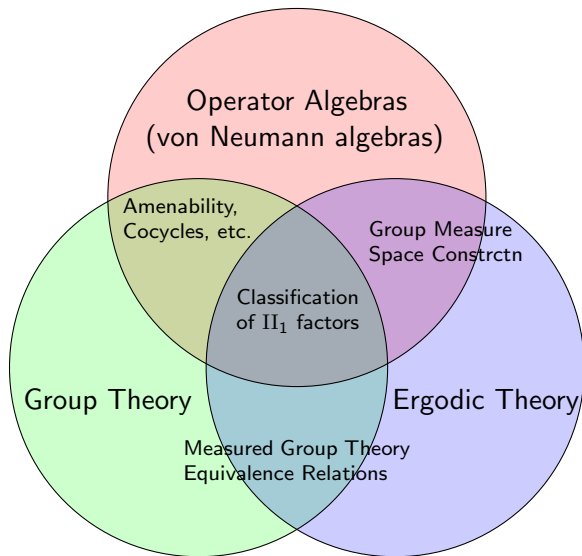 Operator Algebras
(von Neumann algebras)
Amenability,
Cocycles, etc.
Group Measure
Space Constrctn
Classification
of II₁ factors
Group Theory
Ergodic Theory
Measured Group Theory
Equivalence Relations